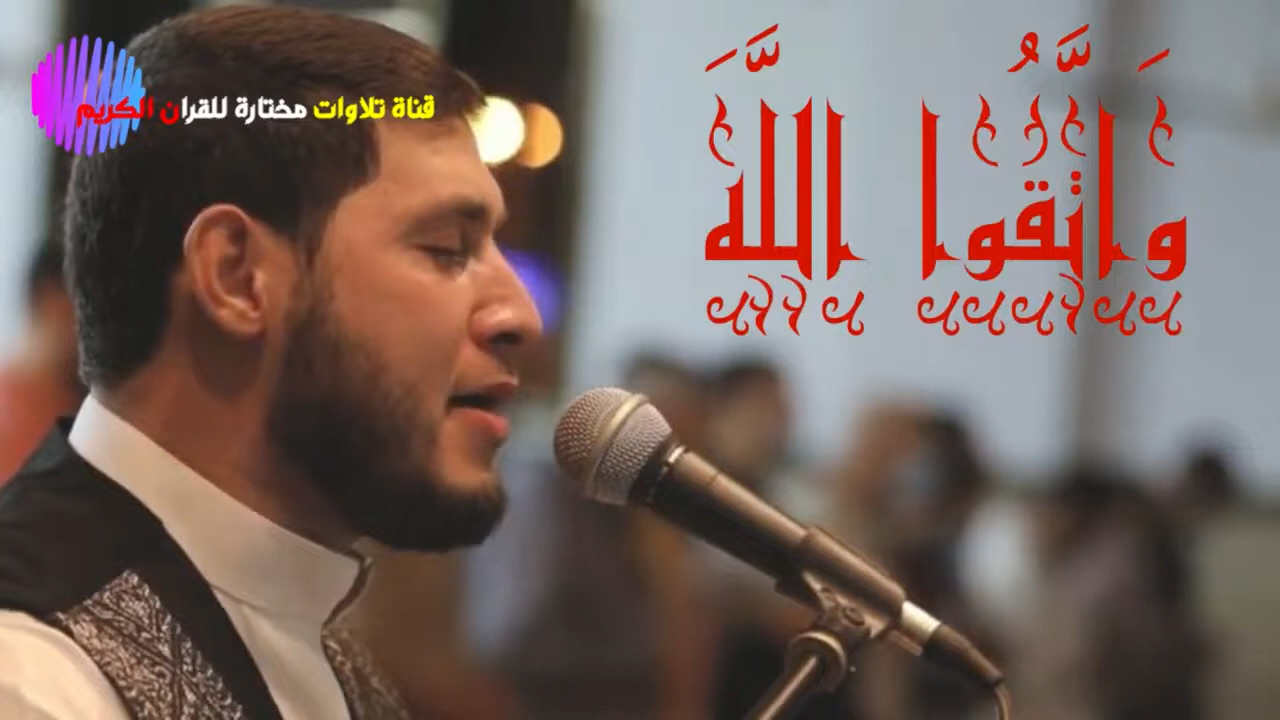 قناة تلاوات مختارة للقران الكريم
وَاتَّقُوا اللَّهَ